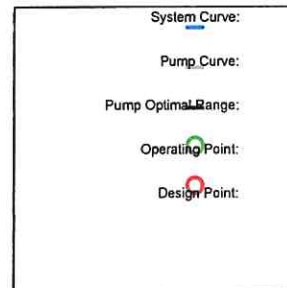 System Curve:
Pump Curve:
Pump Optimal Range:
Operating Point:
Design Point: